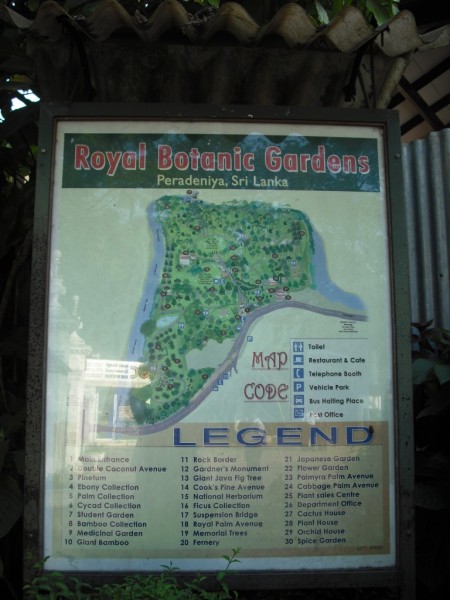 Royal Botanic Gardens
Peradeniya, Sri Lanka
MAP
CODE
Toilet
Restaurant & Cafe
Telephone Booth
P Vehicle Park
Bus Halting Place
Post Office
LEGEND
1 Main Entrance
2 Double Coconut Avenue
3 Pinetum
4 Ebony Collection
5 Palm Collection
6 Cycad Collection
7 Student Garden
8 Bamboo Collection
9 Medicinal Garden
10 Giant Bamboo
11 Rock Border
12 Gardner's Monument
13 Giant Java Fig Tree
14 Cook's Pine Avenue
15 National Herbarium
16 Ficus Collection
17 Suspension Bridge
18 Royal Palm Avenue
19 Memorial Trees
20 Fernery
21 Japanese Garden
22 Flower Garden
23 Palmyra Palm Avenue
24 Cabbage Palm Avenue
25 Plant sales Centre
26 Department Office
27 Cactus House
28 Plant House
29 Orchid House
30 Spice Garden